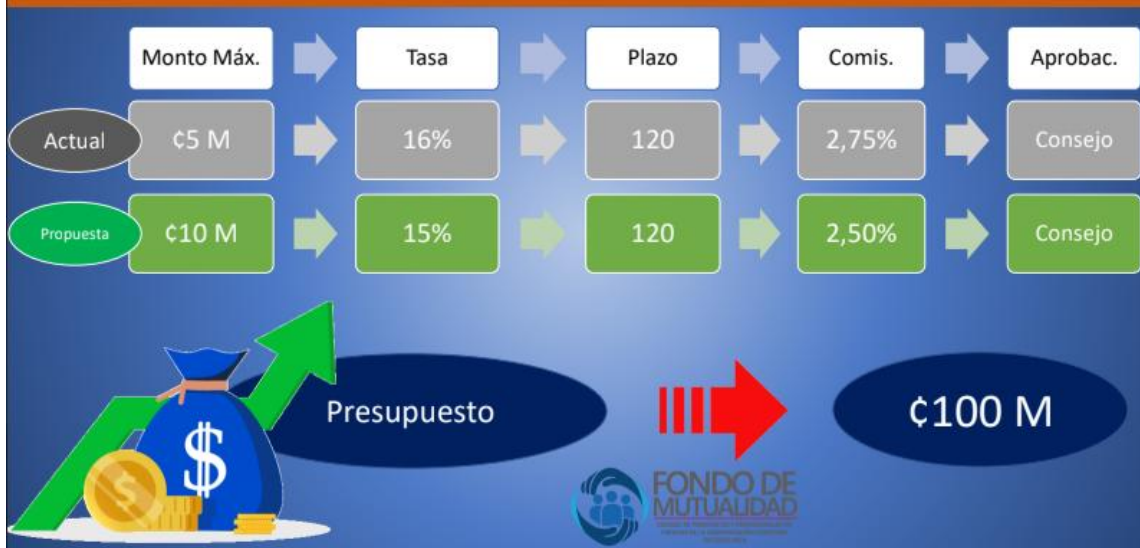 Monto Máx. Tasa Plazo Comis. Aprobac.
Actual ¢5 M 16% 120 2,75% Consejo
Propuesta ¢10 M 15% 120 2,50% Consejo
Presupuesto ¢100 M
$
$
FONDO DE
MUTUALIDAD